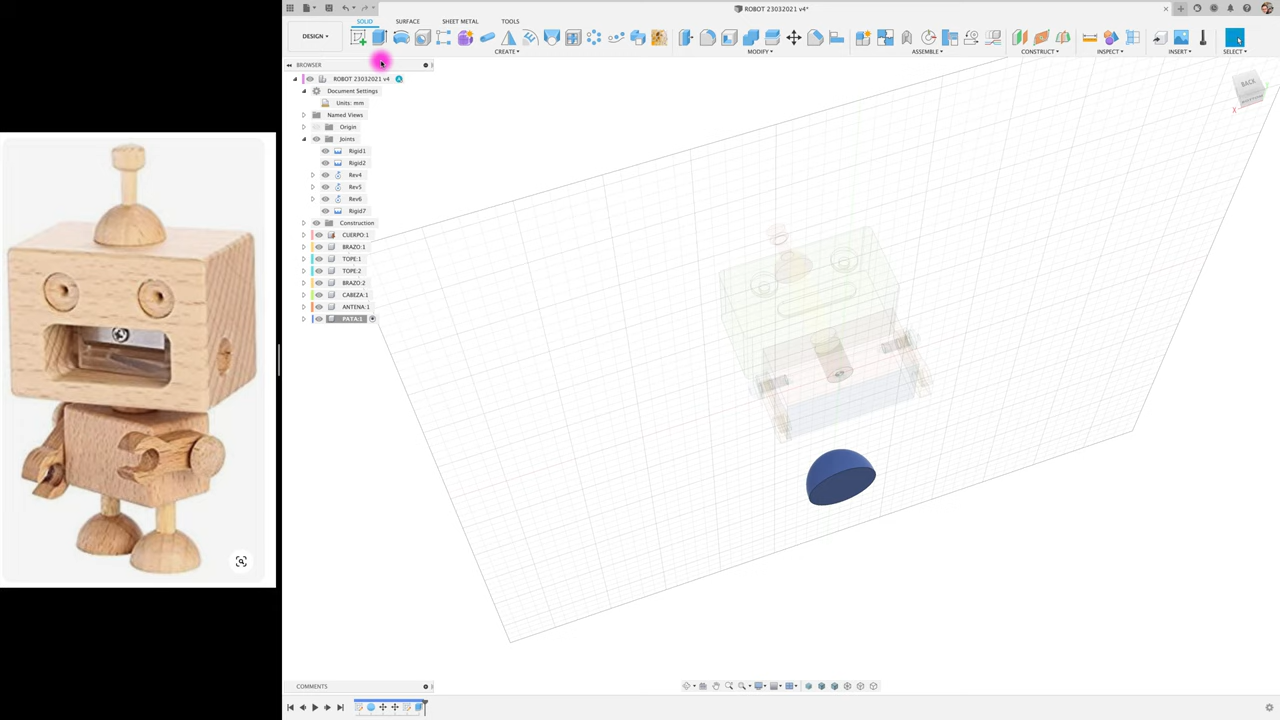 ROBOT 23032021 v4*
SOLID
SURFACE
SHEET METAL
TOOLS
DESIGN ▾
CREATE ▾
MODIFY ▾
ASSEMBLE ▾
CONSTRUCT ▾
INSPECT ▾
INSERT ▾
SELECT ▾
BROWSER
ROBOT 23032021 v4
Document Settings
Units: mm
Named Views
Origin
Joints
Rigid1
Rigid2
Rev4
Rev5
Rev6
Rigid7
Construction
CUERPO:1
BRAZO:1
TOPE:1
TOPE:2
BRAZO:2
CABEZA:1
ANTENA:1
PATA:1
BACK
X
COMMENTS